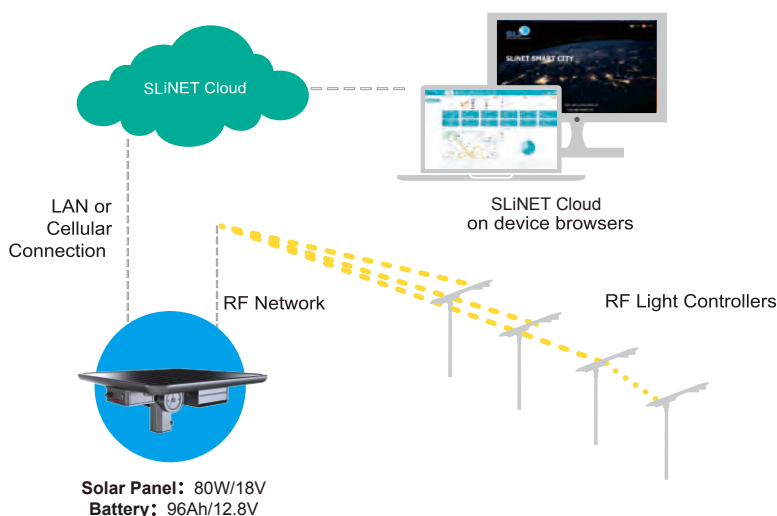 SLiNET Cloud
SLiNET SMART CITY
SLiNET Cloud
on device browsers
LAN or
Cellular
Connection
RF Network
RF Light Controllers
Solar Panel：80W/18V
Battery：96Ah/12.8V